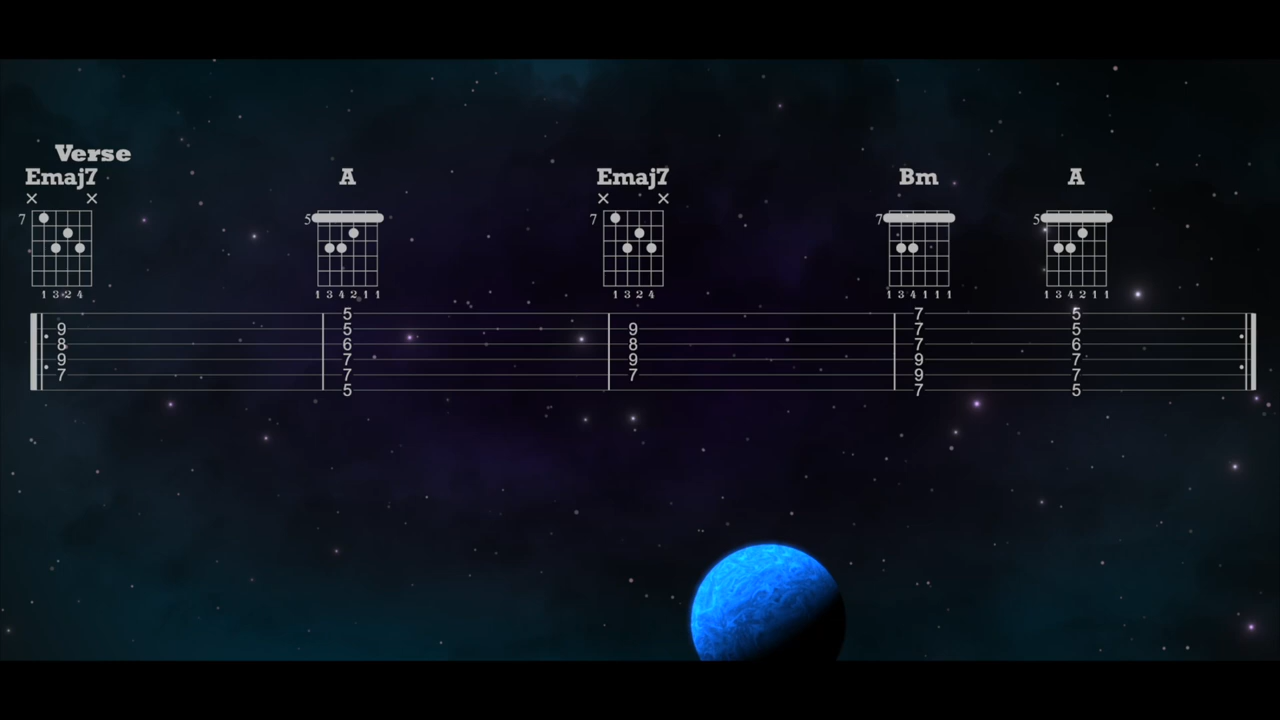 Verse
Emaj7 A Emaj7 Bm A
× × × ×
7 5 7 7 5
1 3 2 4 1 3 4 2 1 1 1 3 2 4 1 3 4 1 1 1 1 3 4 2 1 1
5 7 5
9 5 9 7 5
8 6 8 7 6
9 7 9 9 7
7 7 7 9 7
5 7 5